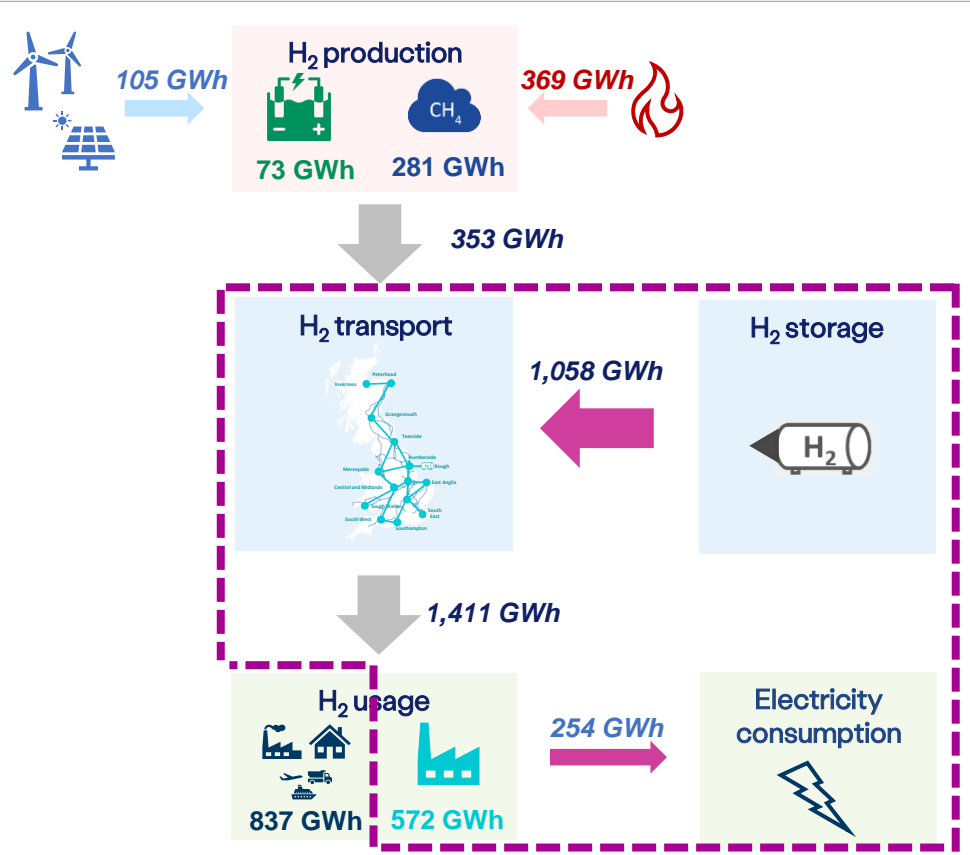 H₂ production
105 GWh
369 GWh
CH₄
73 GWh
281 GWh
353 GWh
H₂ transport
H₂ storage
1,058 GWh
Peterhead
Inverness
Grangemouth
Teesside
Humberside
Merseyside
H₂
Rough
Central and Midlands
East Anglia
South Wales
South East
South West
Southampton
H₂
1,411 GWh
H₂ usage
Electricity
consumption
254 GWh
837 GWh
572 GWh